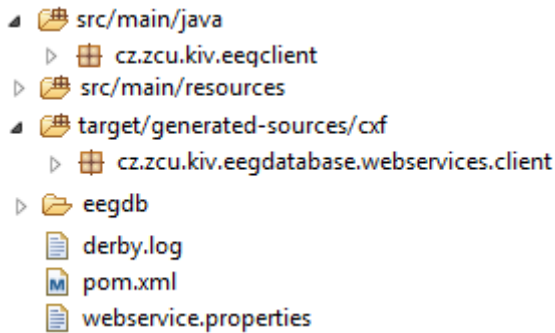 src/main/java
cz.zcu.kiv.eegclient
src/main/resources
target/generated-sources/cxf
cz.zcu.kiv.eegdatabase.webservices.client
eegdb
derby.log
pom.xml
webservice.properties